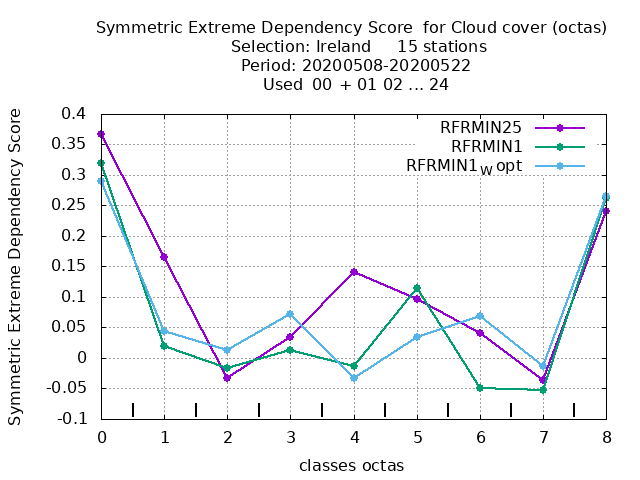 Symmetric Extreme Dependency Score for Cloud cover (octas)
Selection: Ireland 15 stations
Period: 20200508-20200522
Used 00 + 01 02 ... 24
Symmetric Extreme Dependency Score
0.4
0.35
0.3
0.25
0.2
0.15
0.1
0.05
0
-0.05
-0.1
RFRMIN25
RFRMIN1
RFRMIN1W opt
0 1 2 3 4 5 6 7 8
classes octas